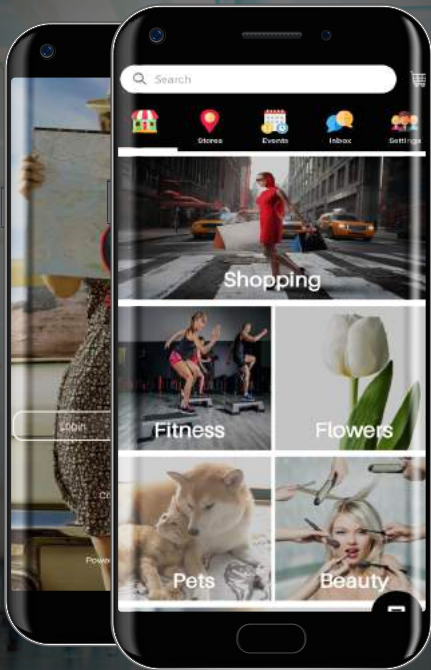 Search
Stores
Events
Inbox
Settings
Shopping
Fitness
Flowers
Pets
Beauty
Login